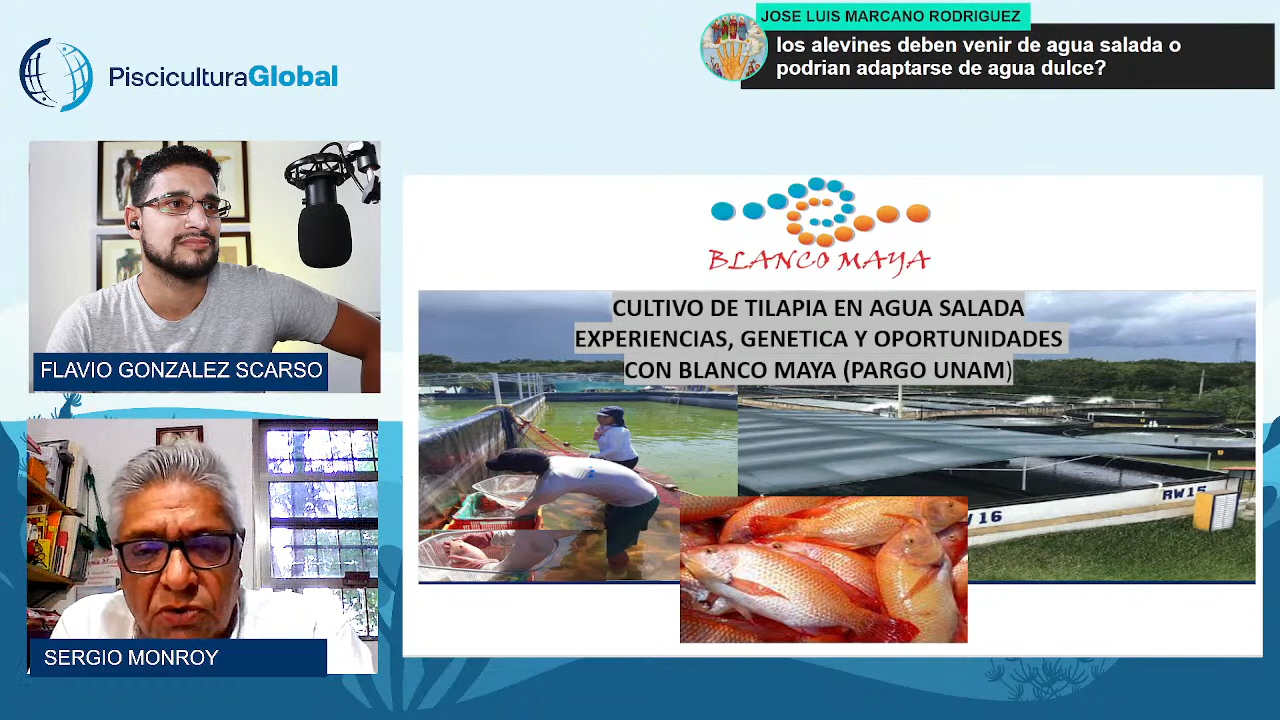 JOSE LUIS MARCANO RODRIGUEZ
los alevines deben venir de agua salada o
podrian adaptarse de agua dulce?
PisciculturaGlobal
FLAVIO GONZALEZ SCARSO
SERGIO MONROY
BLANCO MAYA
CULTIVO DE TILAPIA EN AGUA SALADA
EXPERIENCIAS, GENETICA Y OPORTUNIDADES
CON BLANCO MAYA (PARGO UNAM)
RW15
16